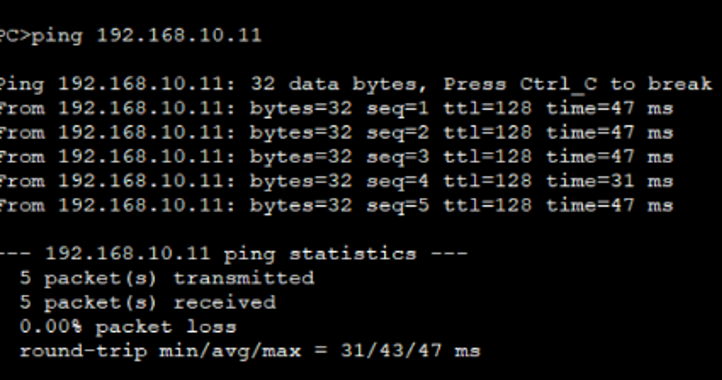 PC>ping 192.168.10.11
Ping 192.168.10.11: 32 data bytes, Press Ctrl_C to break
From 192.168.10.11: bytes=32 seq=1 ttl=128 time=47 ms
From 192.168.10.11: bytes=32 seq=2 ttl=128 time=47 ms
From 192.168.10.11: bytes=32 seq=3 ttl=128 time=47 ms
From 192.168.10.11: bytes=32 seq=4 ttl=128 time=31 ms
From 192.168.10.11: bytes=32 seq=5 ttl=128 time=47 ms
--- 192.168.10.11 ping statistics ---
5 packet(s) transmitted
5 packet(s) received
0.00% packet loss
round-trip min/avg/max = 31/43/47 ms